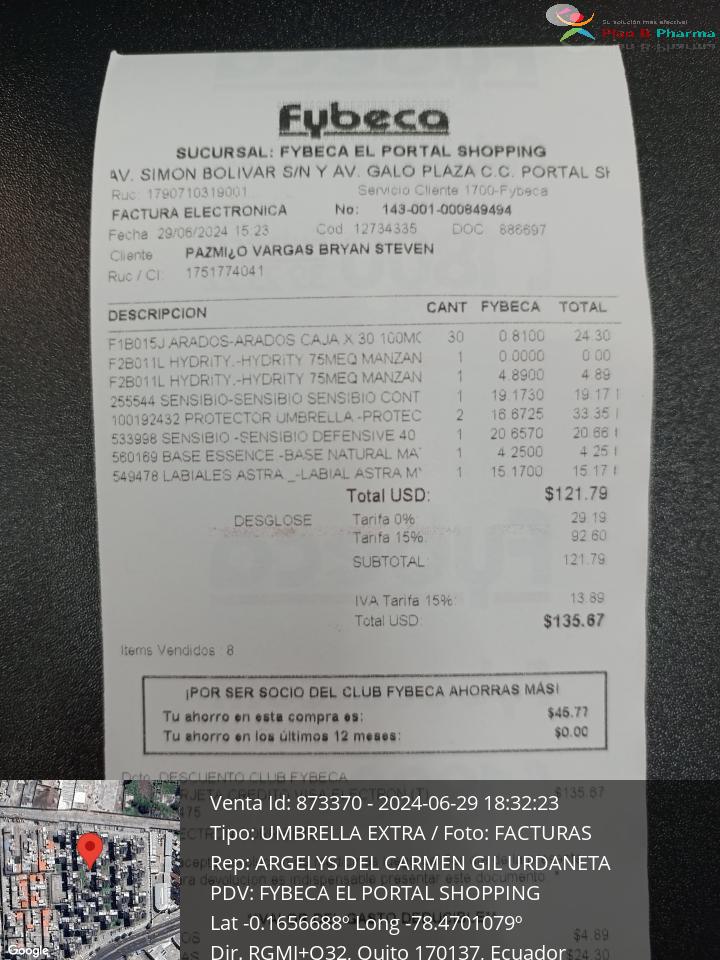 Su solución más efectiva!
Plan B Pharma
Fybeca
SUCURSAL: FYBECA EL PORTAL SHOPPING
AV. SIMON BOLIVAR S/N Y AV. GALO PLAZA C.C. PORTAL SH
Ruc: 1790710319001 Servicio Cliente 1700-Fybeca
FACTURA ELECTRONICA No: 143-001-000849494
Fecha 29/06/2024 15:23 Cod 12734335 DOC 886697
Cliente PAZMI¿O VARGAS BRYAN STEVEN
Ruc / CI: 1751774041
DESCRIPCION CANT FYBECA TOTAL
F1B015J ARADOS-ARADOS CAJA X 30 100MG 30 0.8100 24.30
F2B011L HYDRITY.-HYDRITY 75MEQ MANZAN 1 0.0000 0.00
F2B011L HYDRITY.-HYDRITY 75MEQ MANZAN 1 4.8900 4.89
255544 SENSIBIO-SENSIBIO SENSIBIO CONT 1 19.1730 19.17 I
100192432 PROTECTOR UMBRELLA -PROTEC 2 16.6725 33.35 I
533998 SENSIBIO -SENSIBIO DEFENSIVE 40 1 20.6570 20.66 I
560169 BASE ESSENCE -BASE NATURAL MA 1 4.2500 4.25 I
549478 LABIALES ASTRA _-LABIAL ASTRA MY 1 15.1700 15.17 I
Total USD: $121.79
DESGLOSE Tarifa 0% 29.19
Tarifa 15%: 92.60
SUBTOTAL: 121.79
IVA Tarifa 15%: 13.89
Total USD: $135.67
Items Vendidos : 8
¡POR SER SOCIO DEL CLUB FYBECA AHORRAS MÁS!
Tu ahorro en esta compra es: $45.77
Tu ahorro en los últimos 12 meses: $0.00
Dcto. DESCUENTO CLUB FYBECA
$135.67
Venta Id: 873370 - 2024-06-29 18:32:23
Tipo: UMBRELLA EXTRA / Foto: FACTURAS
Rep: ARGELYS DEL CARMEN GIL URDANETA
devolucion es indispensable presentar este documento
PDV: FYBECA EL PORTAL SHOPPING
Lat -0.1656688º Long -78.4701079º
$4.89
Dir. RGMJ+Q32, Quito 170137, Ecuador
$24.30
Google